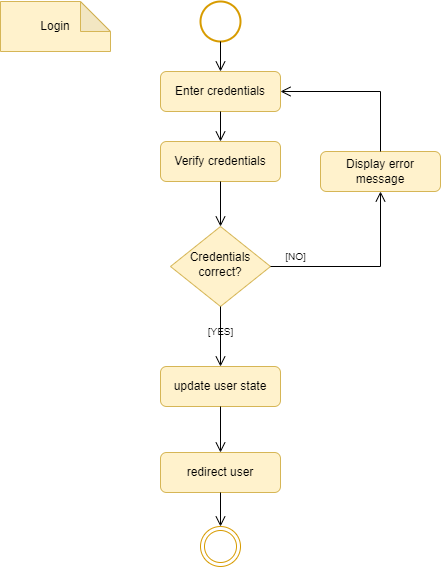 Login
Enter credentials
Verify credentials
Display error
message
Credentials
correct?
[NO]
[YES]
update user state
redirect user